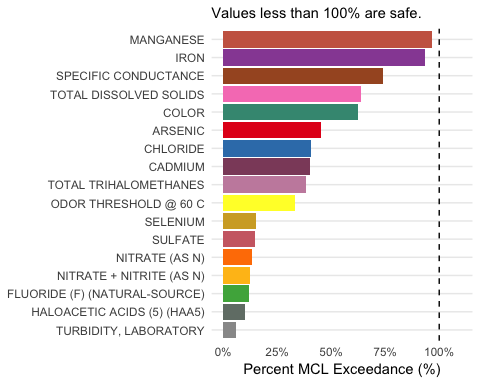 Values less than 100% are safe.
MANGANESE
IRON
SPECIFIC CONDUCTANCE
TOTAL DISSOLVED SOLIDS
COLOR
ARSENIC
CHLORIDE
CADMIUM
TOTAL TRIHALOMETHANES
ODOR THRESHOLD @ 60 C
SELENIUM
SULFATE
NITRATE (AS N)
NITRATE + NITRITE (AS N)
FLUORIDE (F) (NATURAL-SOURCE)
HALOACETIC ACIDS (5) (HAA5)
TURBIDITY, LABORATORY
0% 25% 50% 75% 100%
Percent MCL Exceedance (%)